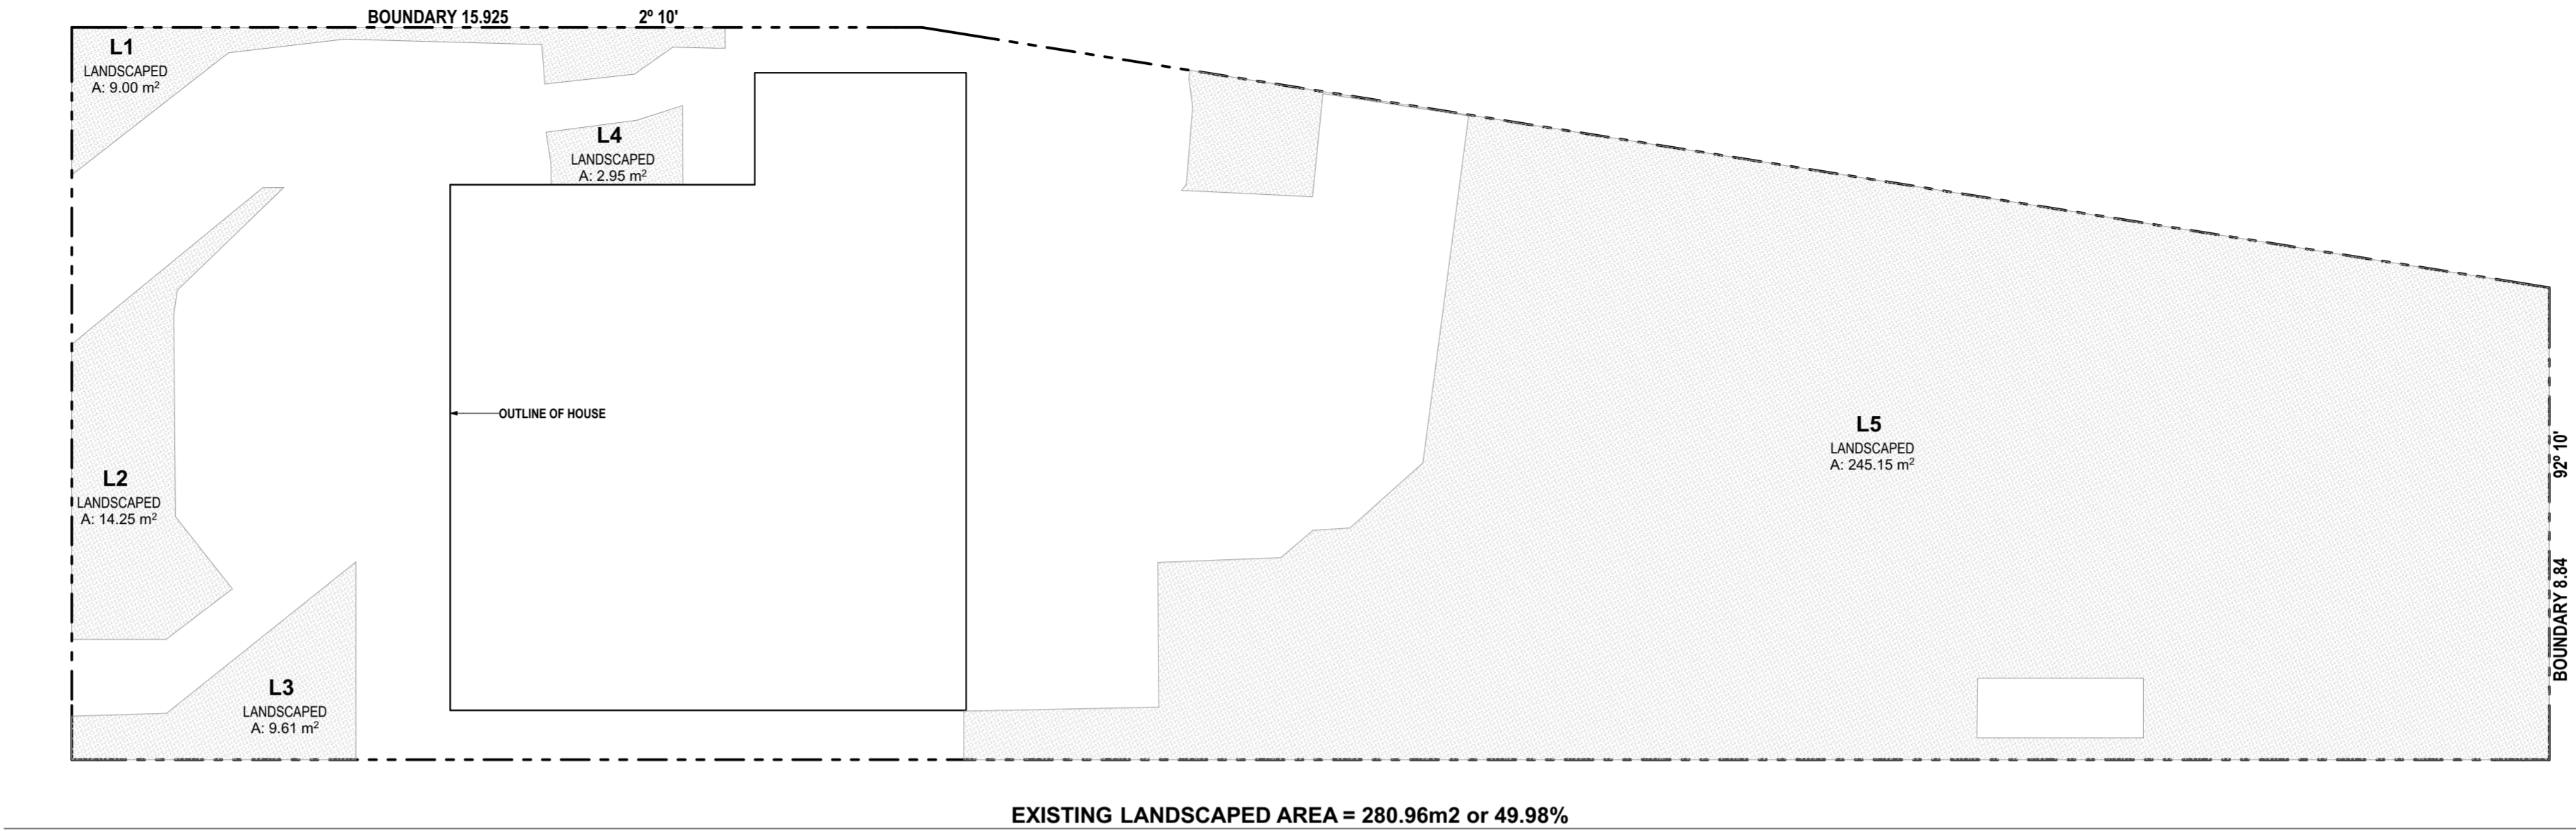 BOUNDARY 15.925 2º 10'
L1
LANDSCAPED
A: 9.00 m²
L4
LANDSCAPED
A: 2.95 m²
OUTLINE OF HOUSE
L2
LANDSCAPED
A: 14.25 m²
L5
LANDSCAPED
A: 245.15 m²
BOUNDARY 8.84 92º 10'
L3
LANDSCAPED
A: 9.61 m²
EXISTING LANDSCAPED AREA = 280.96m2 or 49.98%